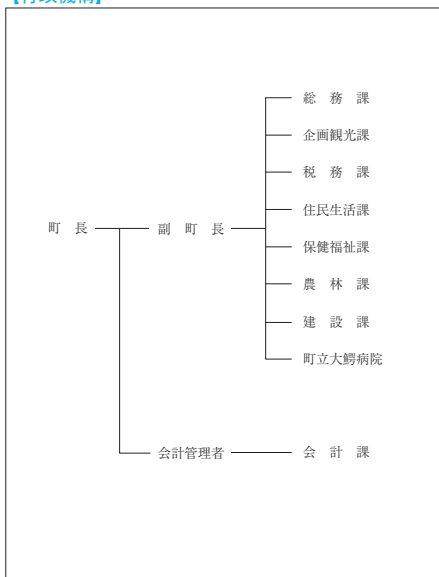 【行政機構】
総務課
企画観光課
税務課
住民生活課
町長
副町長
保健福祉課
農林課
建設課
町立大鰐病院
会計管理者
会計課